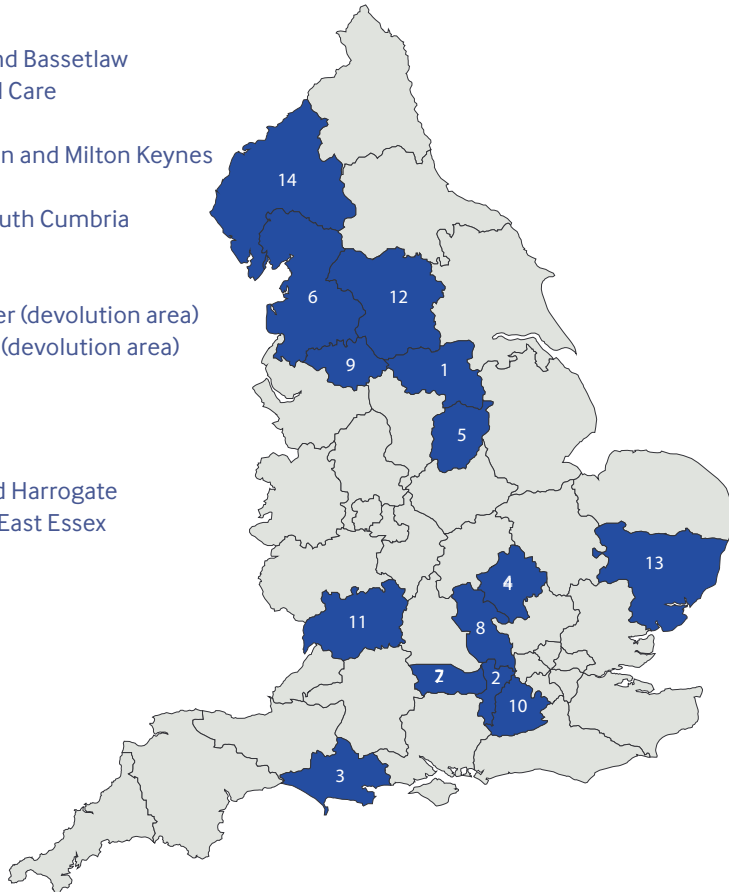 nd Bassetlaw
l Care
n and Milton Keynes
uth Cumbria
er (devolution area)
(devolution area)
d Harrogate
East Essex
14
6
12
9
1
5
13
4
11
8
7
2
10
3